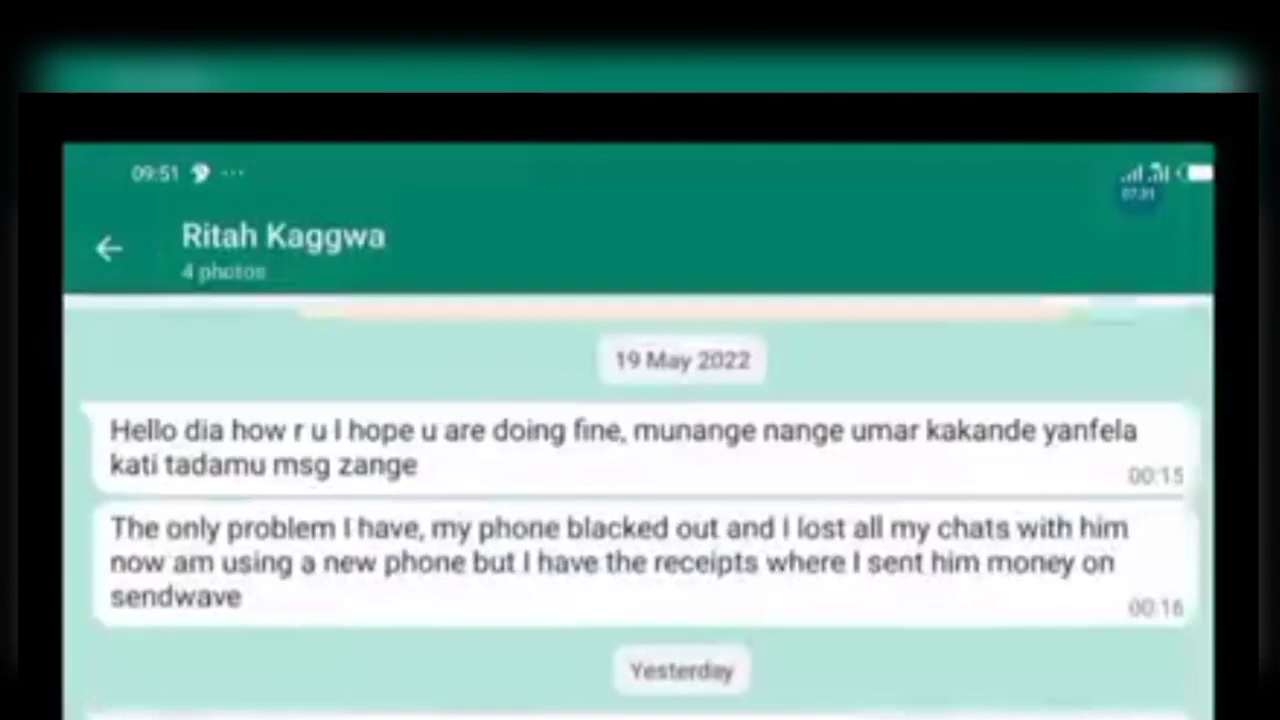 09:51 ...
07.31
Ritah Kaggwa
4 photos
19 May 2022
Hello dia how r u I hope u are doing fine, munange nange umar kakande yanfela
kati tadamu msg zange
00:15
The only problem I have, my phone blacked out and I lost all my chats with him
now am using a new phone but I have the receipts where I sent him money on
sendwave
00:16
Yesterday